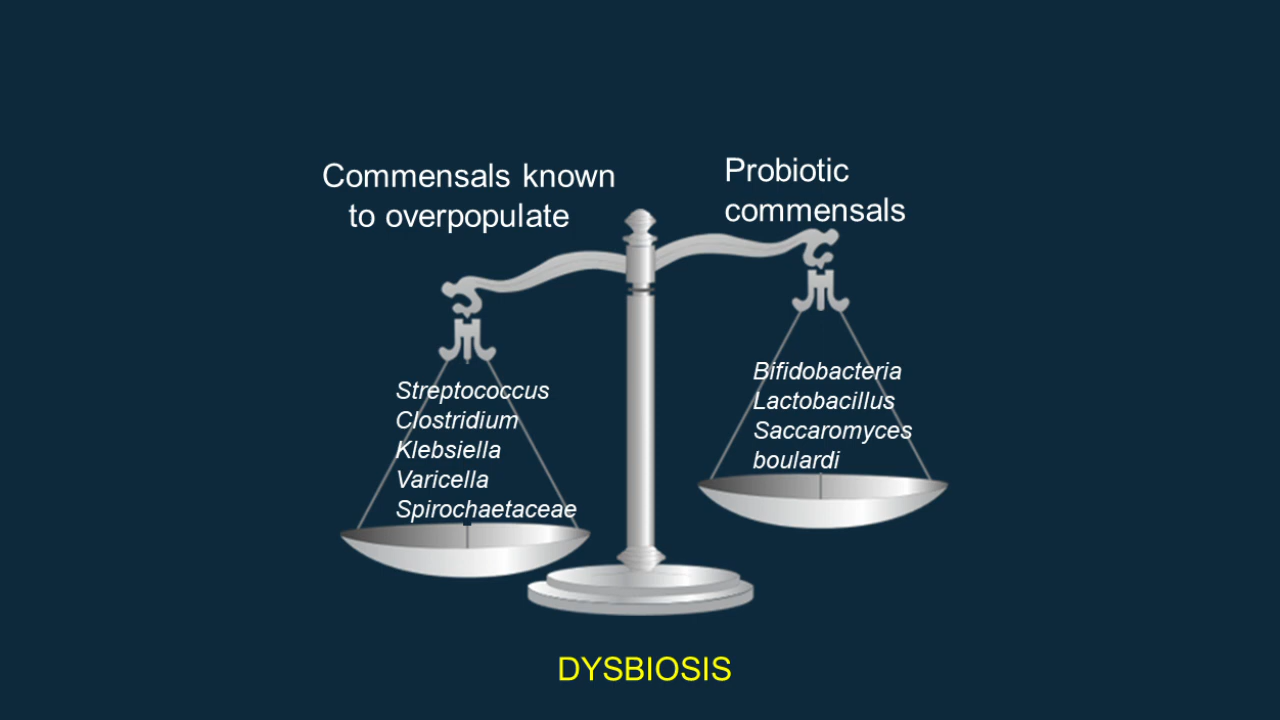 Commensals known
to overpopulate
Probiotic
commensals
Streptococcus
Clostridium
Klebsiella
Varicella
Spirochaetaceae
Bifidobacteria
Lactobacillus
Saccaromyces
boulardi
DYSBIOSIS